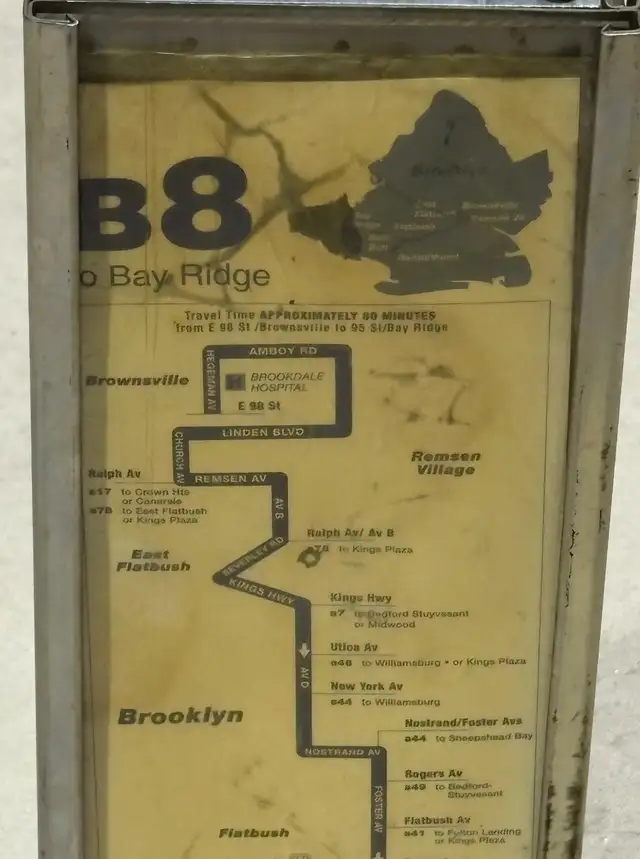 B8
o Bay Ridge
Travel Time APPROXIMATELY 80 MINUTES
from E 98 St /Brownsville to 95 St/Bay Ridge
AMBOY RD
HEGEMAN AV
Brownsville
H BROOKDALE
HOSPITAL
E 98 St
LINDEN BLVD
CHURCH AV
Remsen
Village
Ralph Av
REMSEN AV
B17 to Crown Hts
or Canarsie
B78 to East Flatbush
or Kings Plaza
AV B
Ralph Av/ Av B
to Kings Plaza
East
Flatbush
BEVERLEY RD
KINGS HWY
Kings Hwy
B7 to Bedford Stuyvesant
or Midwood
Utica Av
B46 to Williamsburg • or Kings Plaza
AV D
New York Av
B44 to Williamsburg
Brooklyn
Nostrand/Foster Avs
B44 to Sheepshead Bay
NOSTRAND AV
Rogers Av
B49 to Bedford-
Stuyvesant
FOSTER AV
Flatbush Av
B41 to Fulton Landing
or Kings Plaza
Flatbush